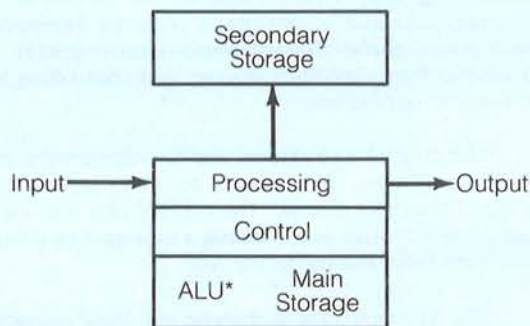 Secondary
Storage
Input
Processing
Output
Control
ALU*
Main
Storage